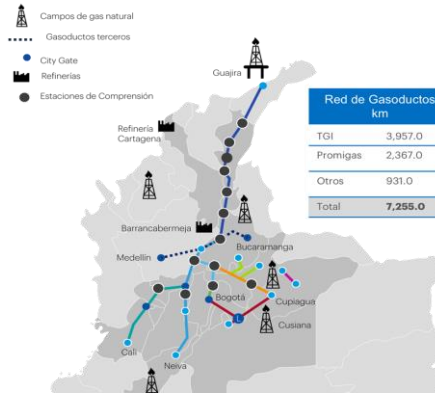 Campos de gas natural
Gasoductos terceros
City Gate
Refinerías
Estaciones de Comprensión
Guajira
Refinería
Cartagena
Red de Gasoductos
km
TGI 3,957.0
Promigas 2,367.0
Otros 931.0
Total 7,255.0
Barrancabermeja
Bucaramanga
Medellín
Bogotá
Cupiagua
Cusiana
Cali
Neiva